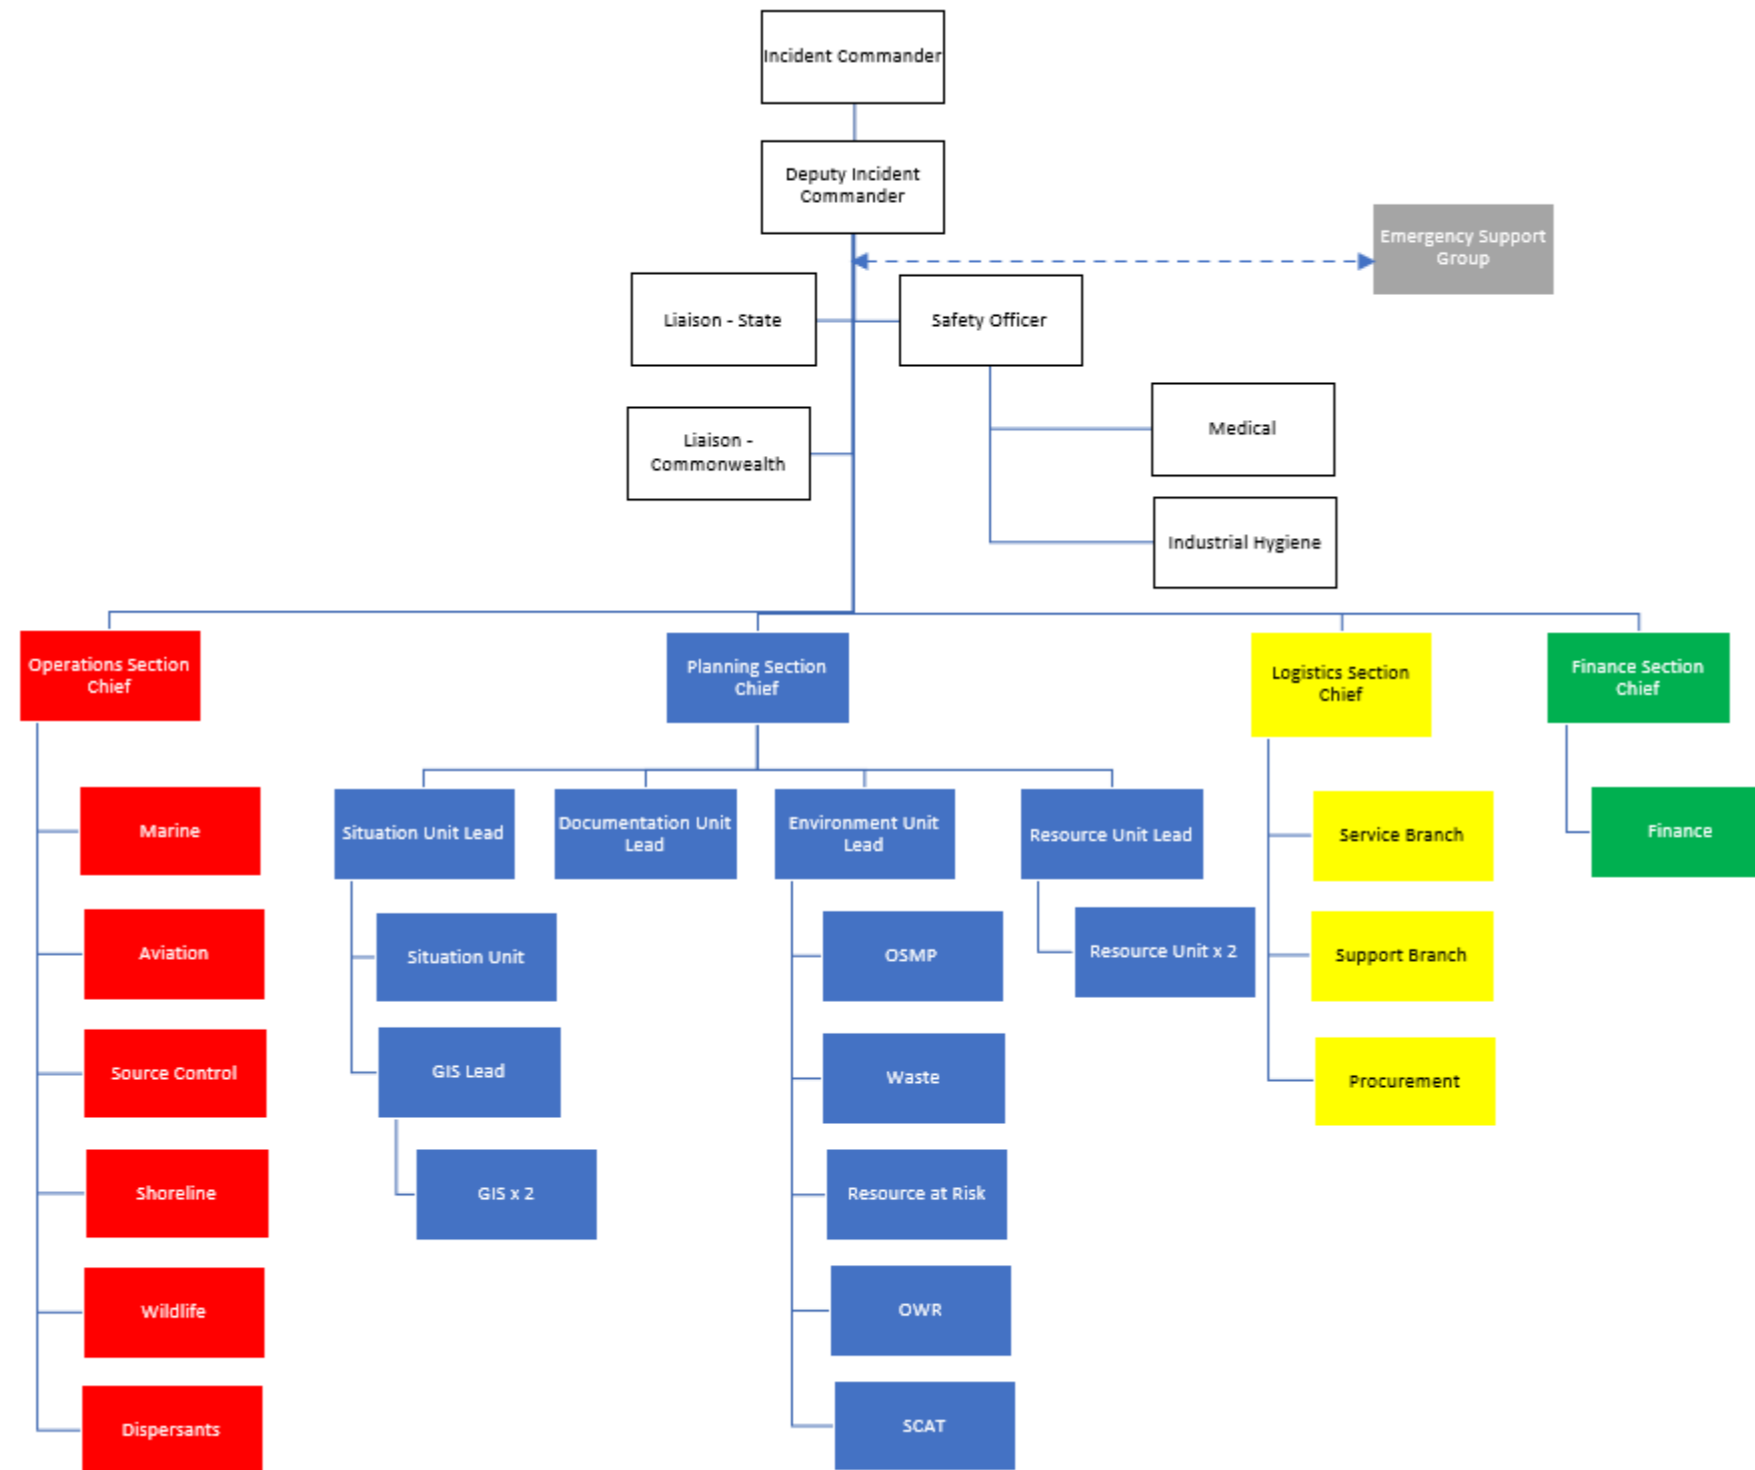 Incident Commander
Deputy Incident
Commander
Emergency Support
Group
Liaison - State
Safety Officer
Liaison -
Commonwealth
Medical
Industrial Hygiene
Operations Section
Chief
Planning Section
Chief
Logistics Section
Chief
Finance Section
Chief
Marine
Aviation
Source Control
Shoreline
Wildlife
Dispersants
Situation Unit Lead
Situation Unit
GIS Lead
GIS x 2
Documentation Unit
Lead
Environment Unit
Lead
OSMP
Waste
Resource at Risk
OWR
SCAT
Resource Unit Lead
Resource Unit x 2
Service Branch
Support Branch
Procurement
Finance